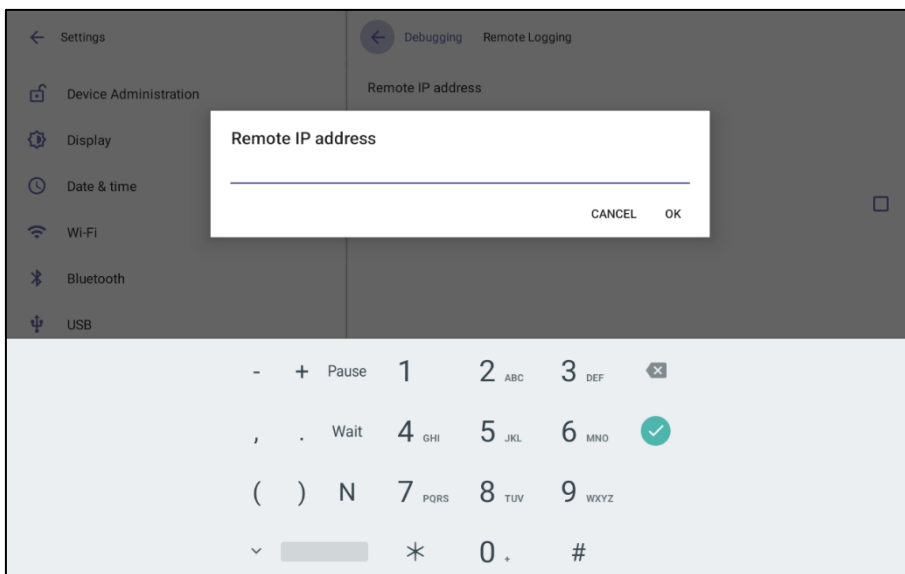 Settings
Debugging Remote Logging
Device Administration
Remote IP address
Display
Remote IP address
Date & time
CANCEL OK
Wi-Fi
Bluetooth
USB
- + Pause 1 2 ABC 3 DEF
, . Wait 4 GHI 5 JKL 6 MNO
( ) N 7 PQRS 8 TUV 9 WXYZ
* 0 + #